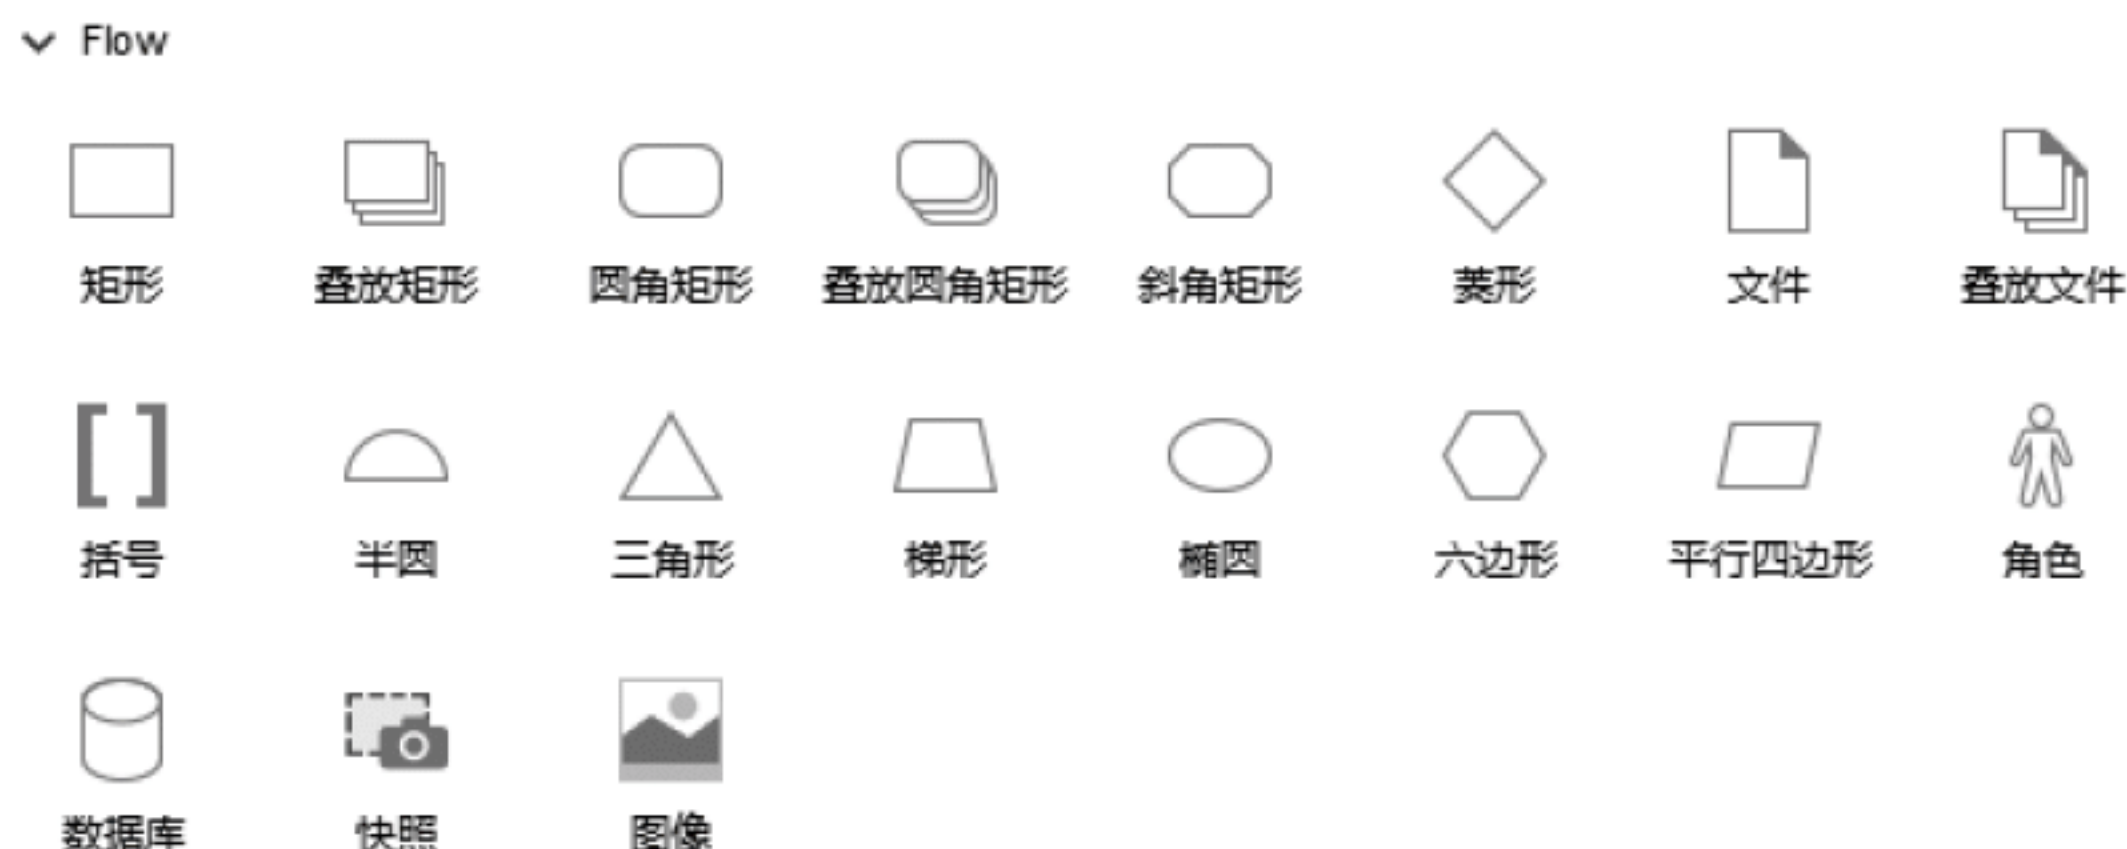 Flow
矩形 叠放矩形 圆角矩形 叠放圆角矩形 斜角矩形 菱形 文件 叠放文件
括号 半圆 三角形 梯形 椭圆 六边形 平行四边形 角色
数据库 快照 图像